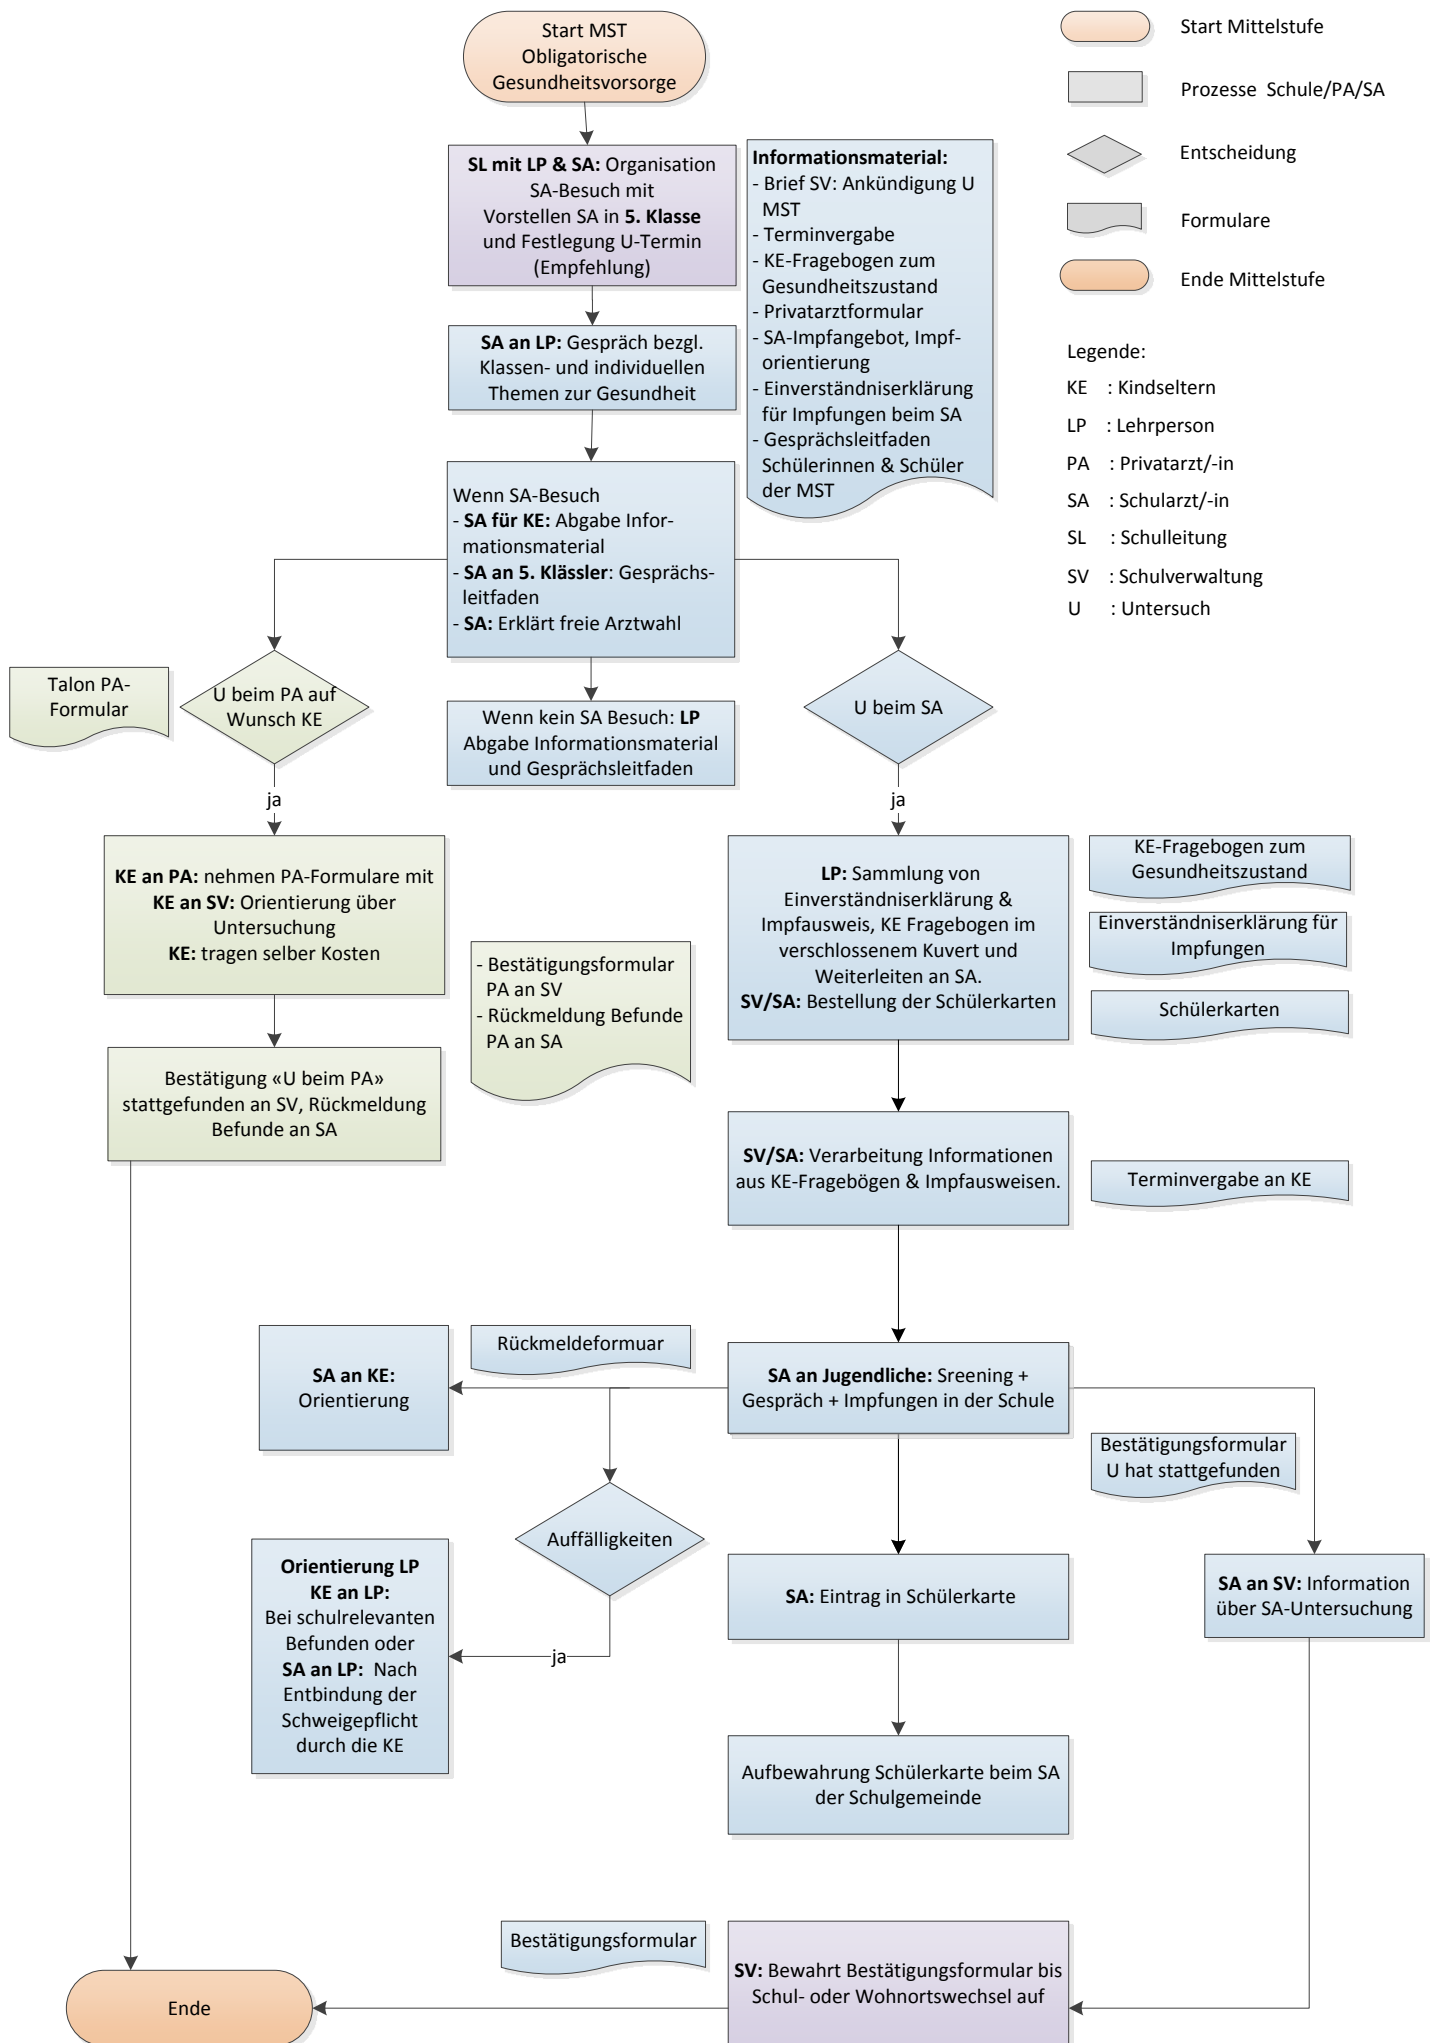 Start MST
Obligatorische
Gesundheitsvorsorge
SL mit LP & SA: Organisation
SA-Besuch mit
Vorstellen SA in 5. Klasse
und Festlegung U-Termin
(Empfehlung)
Informationsmaterial:
- Brief SV: Ankündigung U
MST
- Terminvergabe
- KE-Fragebogen zum
Gesundheitszustand
- Privatarztformular
- SA-Impfangebot, Impf-
orientierung
- Einverständniserklärung
für Impfungen beim SA
- Gesprächsleitfaden
Schülerinnen & Schüler
der MST
Start Mittelstufe
Prozesse Schule/PA/SA
Entscheidung
Formulare
Ende Mittelstufe
Legende:
KE : Kindseltern
LP : Lehrperson
PA : Privatarzt/-in
SA : Schularzt/-in
SL : Schulleitung
SV : Schulverwaltung
U : Untersuch
SA an LP: Gespräch bezgl.
Klassen- und individuellen
Themen zur Gesundheit
Wenn SA-Besuch
- SA für KE: Abgabe Infor-
mationsmaterial
- SA an 5. Klässler: Gesprächs-
leitfaden
- SA: Erklärt freie Arztwahl
Talon PA-
Formular
U beim PA auf
Wunsch KE
Wenn kein SA Besuch: LP
Abgabe Informationsmaterial
und Gesprächsleitfaden
U beim SA
ja
ja
KE an PA: nehmen PA-Formulare mit
KE an SV: Orientierung über
Untersuchung
KE: tragen selber Kosten
- Bestätigungsformular
PA an SV
- Rückmeldung Befunde
PA an SA
LP: Sammlung von
Einverständniserklärung &
Impfausweis, KE Fragebogen im
verschlossenem Kuvert und
Weiterleiten an SA.
SV/SA: Bestellung der Schülerkarten
KE-Fragebogen zum
Gesundheitszustand
Einverständniserklärung für
Impfungen
Schülerkarten
Bestätigung «U beim PA»
stattgefunden an SV, Rückmeldung
Befunde an SA
SV/SA: Verarbeitung Informationen
aus KE-Fragebögen & Impfausweisen.
Terminvergabe an KE
SA an KE:
Orientierung
Rückmeldeformuar
SA an Jugendliche: Sreening +
Gespräch + Impfungen in der Schule
Bestätigungsformular
U hat stattgefunden
Auffälligkeiten
Orientierung LP
KE an LP:
Bei schulrelevanten
Befunden oder
SA an LP: Nach
Entbindung der
Schweigepflicht
durch die KE
ja
SA: Eintrag in Schülerkarte
SA an SV: Information
über SA-Untersuchung
Aufbewahrung Schülerkarte beim SA
der Schulgemeinde
Bestätigungsformular
SV: Bewahrt Bestätigungsformular bis
Schul- oder Wohnortswechsel auf
Ende